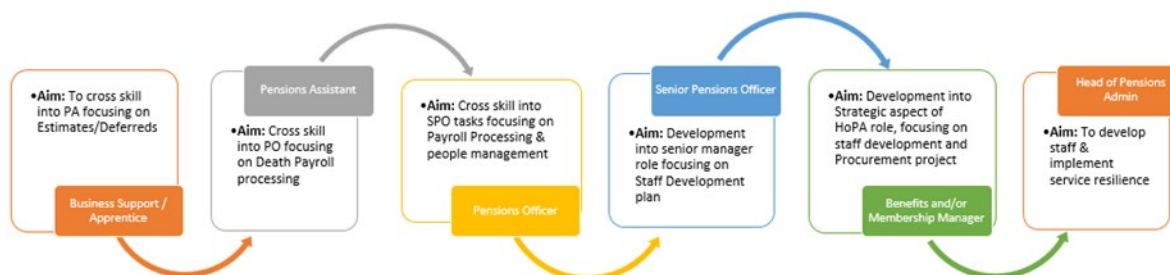 •Aim: To cross skill
into PA focusing on
Estimates/Deferreds
Business Support /
Apprentice
Pensions Assistant
•Aim: Cross skill
into PO focusing
on Death Payroll
processing
•Aim: Cross skill into
SPO tasks focusing on
Payroll Processing &
people management
Pensions Officer
Senior Pensions Officer
•Aim: Development
into senior manager
role focusing on
Staff Development
plan
•Aim: Development into
Strategic aspect of
HoPA role, focusing on
staff development and
Procurement project
Benefits and/or
Membership Manager
Head of Pensions
Admin
•Aim: To develop
staff &
implement
service resilience